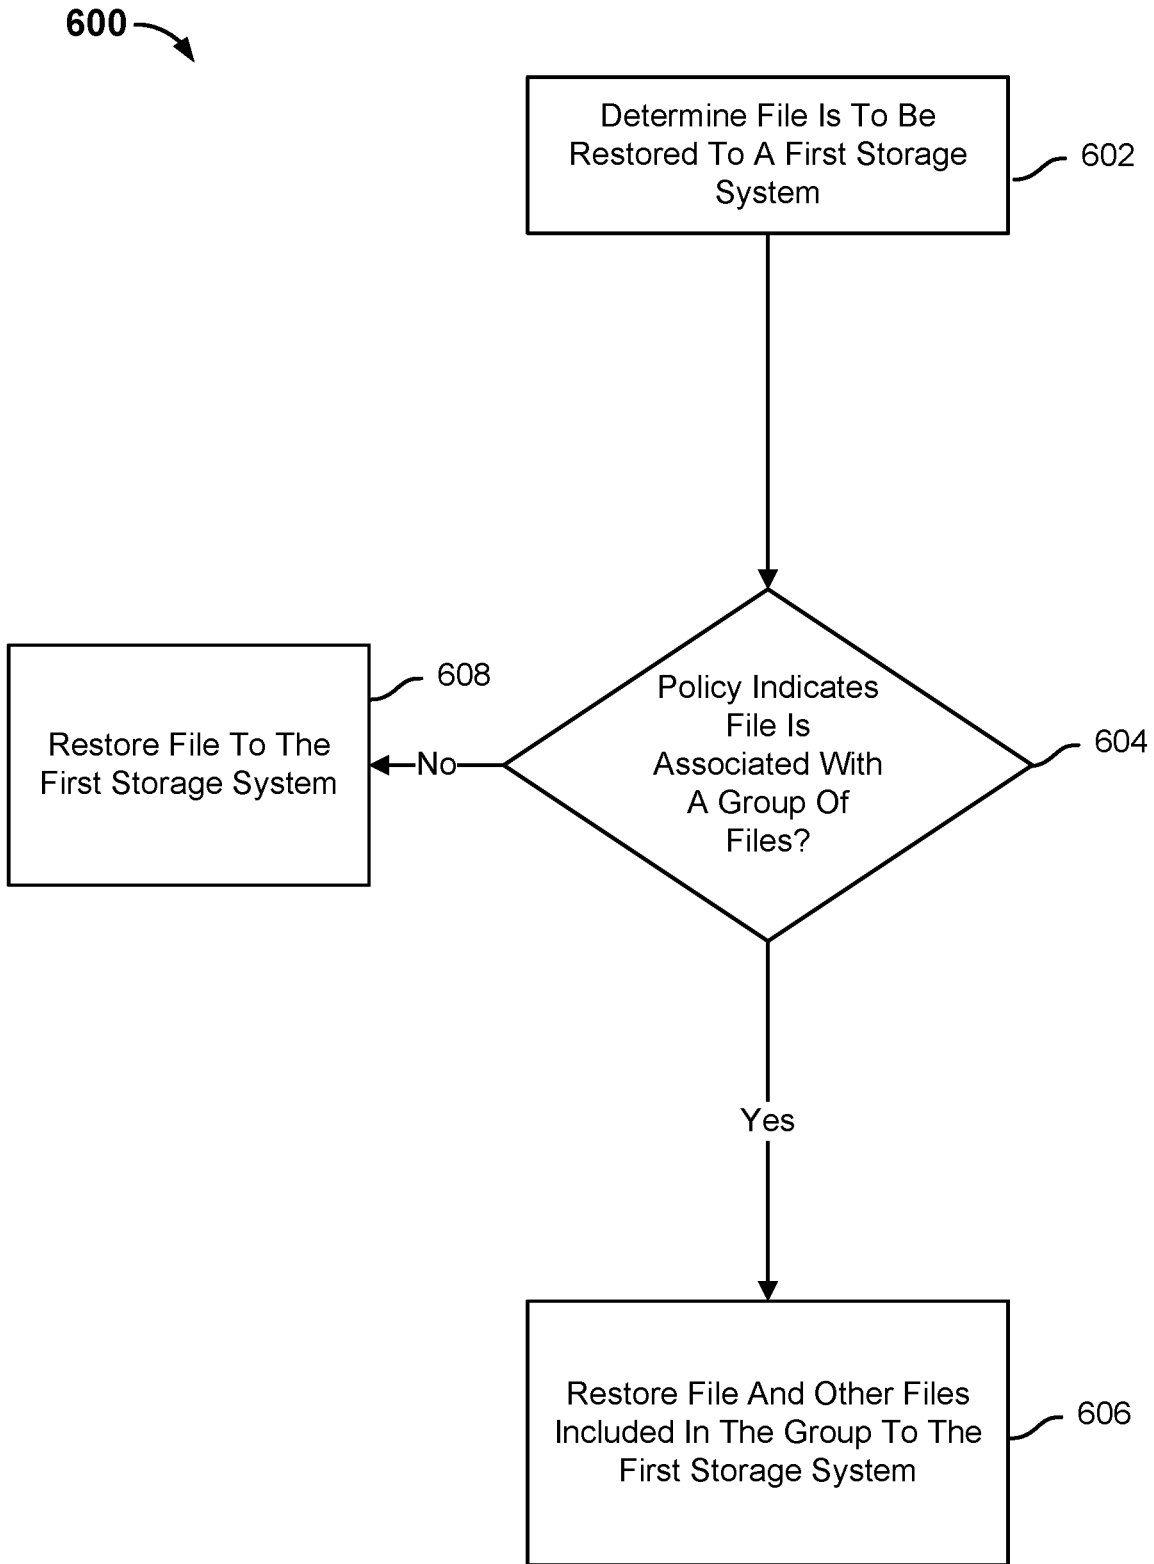 600
Determine File Is To Be
Restored To A First Storage
System
602
Policy Indicates
File Is
Associated With
A Group Of
Files?
604
No
608
Restore File To The
First Storage System
Yes
Restore File And Other Files
Included In The Group To The
First Storage System
606